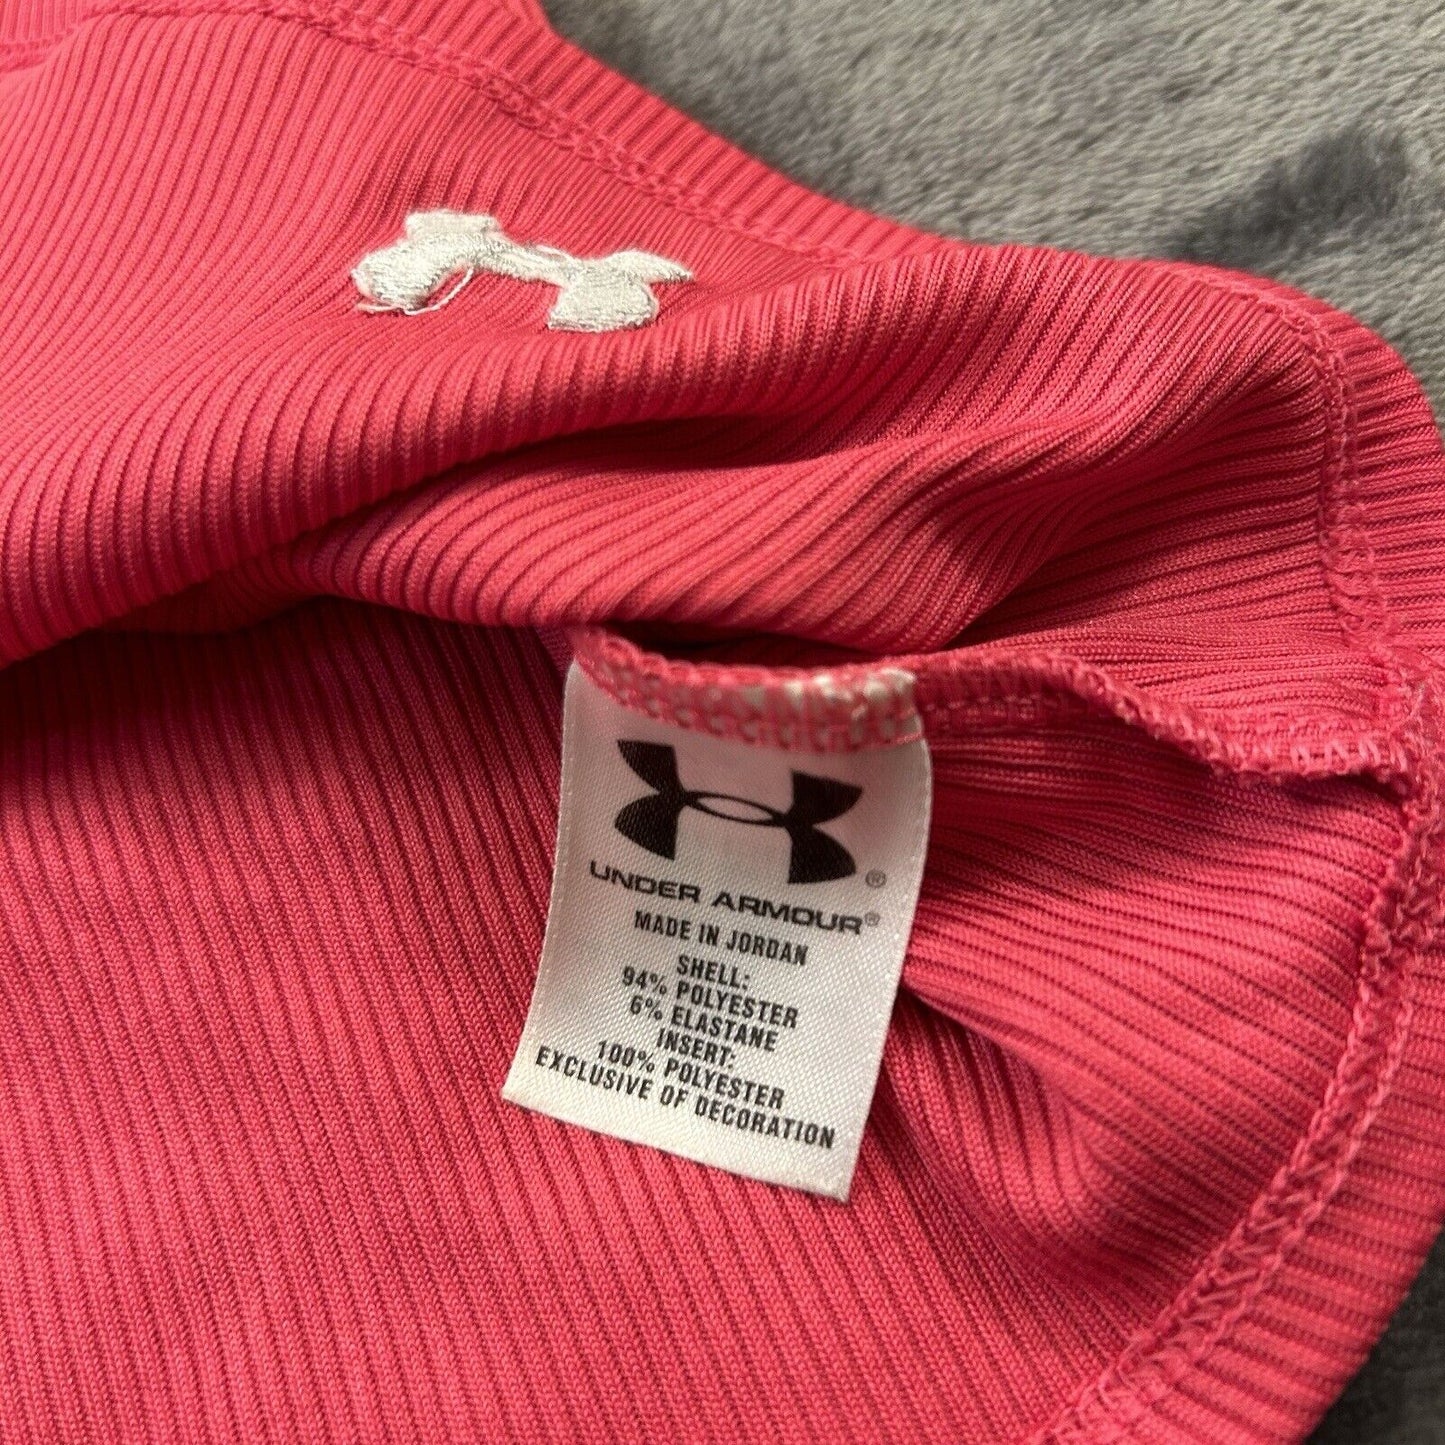 UNDER ARMOUR®
MADE IN JORDAN
SHELL:
94% POLYESTER
6% ELASTANE
INSERT:
100% POLYESTER
EXCLUSIVE OF DECORATION